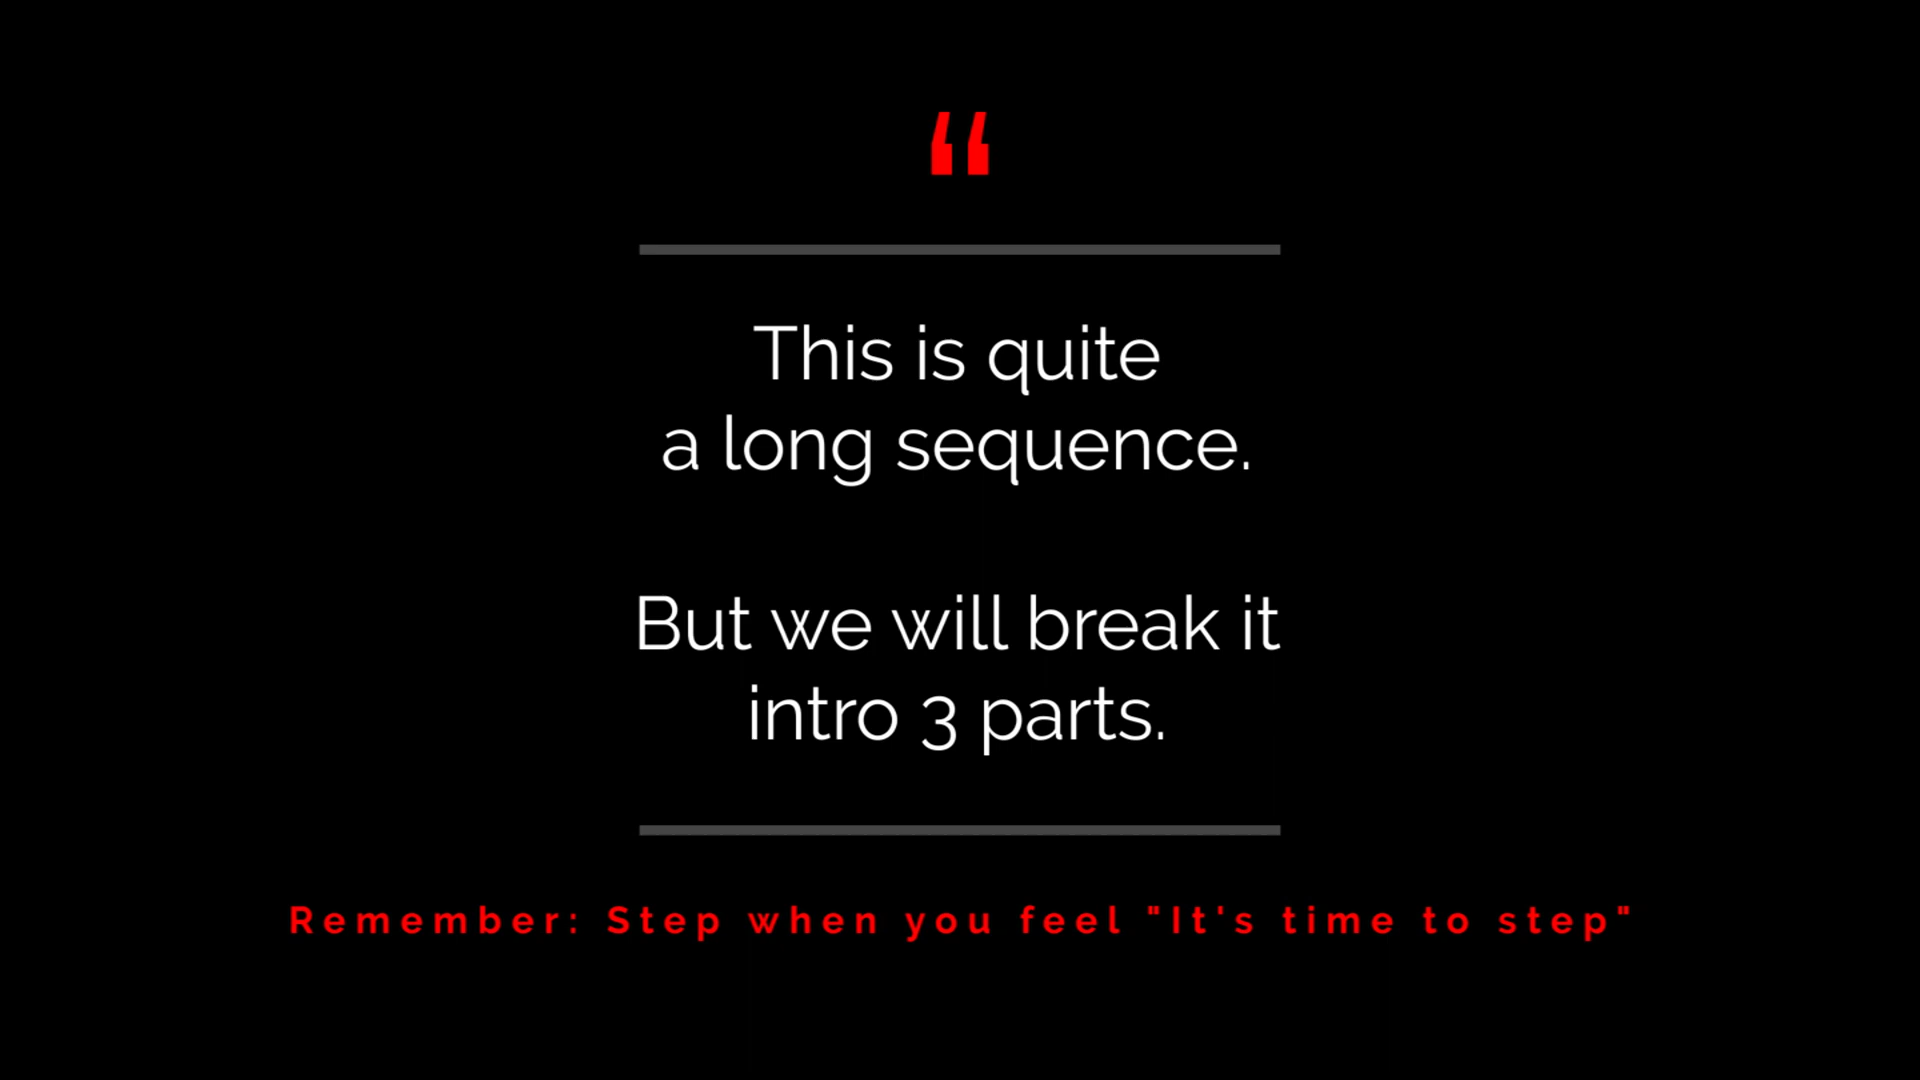 “
This is quite
a long sequence.
But we will break it
intro 3 parts.
Remember: Step when you feel "It's time to step"